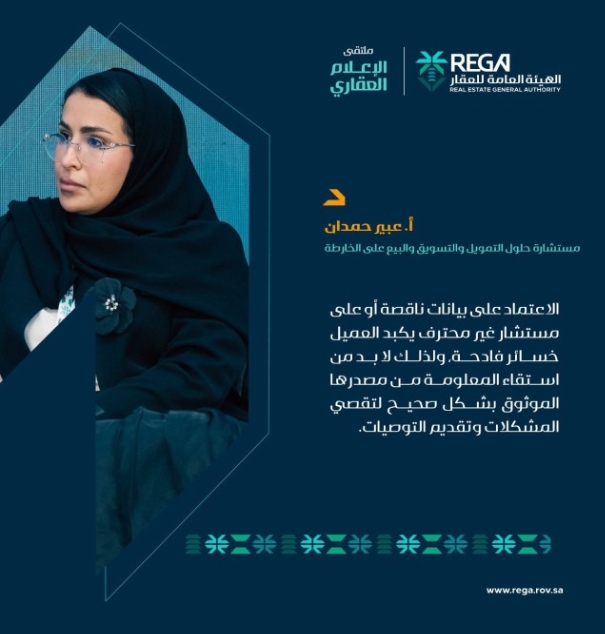 ملتقى
الإعلام
العقاري
REGA
الهيئة العامة للعقار
REAL ESTATE GENERAL AUTHORITY
أ. عبير حمدان
مستشارة حلول التمويل والتسويق والبيع على الخارطة
الاعتماد على بيانات ناقصة أو على
مستشار غير محترف يكبد العميل
خسائر فادحة، ولذلك لا بد من
استقاء المعلومة من مصدرها
الموثوق بشكل صحيح لتقصي
المشكلات وتقديم التوصيات.
www.rega.rov.sa